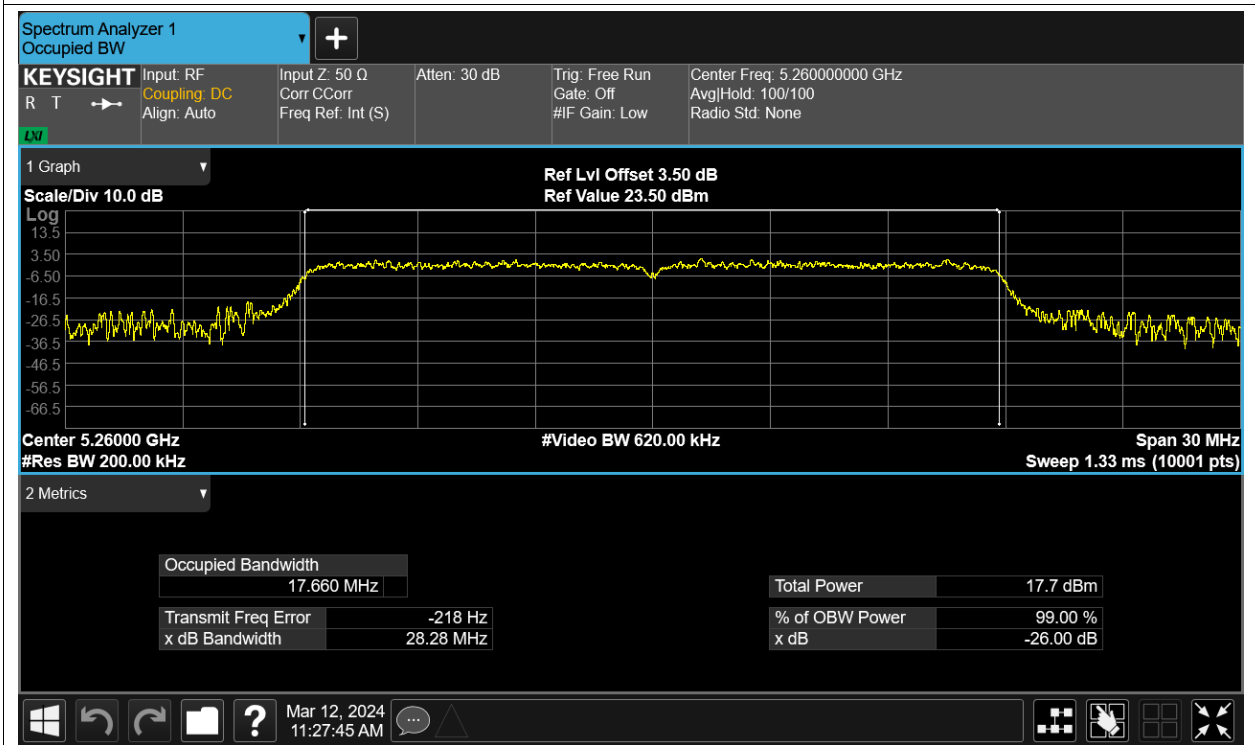 Spectrum Analyzer 1
Occupied BW
KEYSIGHT
R T
LXI
Input: RF
Coupling: DC
Align: Auto
Input Z: 50 Ω
Corr CCorr
Freq Ref: Int (S)
Atten: 30 dB
Trig: Free Run
Gate: Off
#IF Gain: Low
Center Freq: 5.260000000 GHz
Avg|Hold: 100/100
Radio Std: None
1 Graph
Scale/Div 10.0 dB
Ref Lvl Offset 3.50 dB
Ref Value 23.50 dBm
Log
13.5
3.50
-6.50
-16.5
-26.5
-36.5
-46.5
-56.5
-66.5
Center 5.26000 GHz
#Res BW 200.00 kHz
#Video BW 620.00 kHz
Span 30 MHz
Sweep 1.33 ms (10001 pts)
2 Metrics
Occupied Bandwidth
17.660 MHz
Transmit Freq Error -218 Hz
x dB Bandwidth 28.28 MHz
Total Power 17.7 dBm
% of OBW Power 99.00 %
x dB -26.00 dB
?
Mar 12, 2024
11:27:45 AM